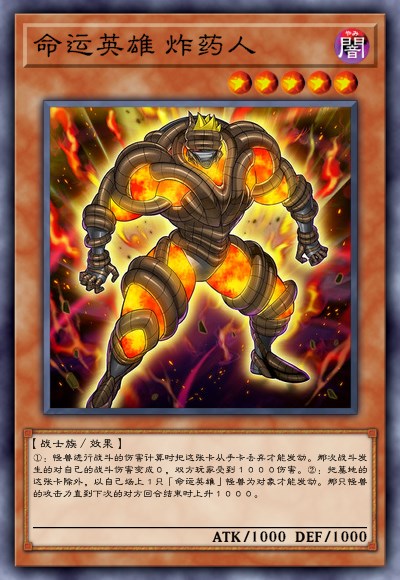 命运英雄 炸药人
やみ
闇
【战士族／效果】
①：怪兽进行战斗的伤害计算时把这张卡从手卡丢弃才能发动。那次战斗发
生的对自己的战斗伤害变成０，双方玩家受到１０００伤害。②：把墓地的
这张卡除外，以自己场上１只「命运英雄」怪兽为对象才能发动。那只怪兽
的攻击力直到下次的对方回合结束时上升１０００。
ATK/1000 DEF/1000